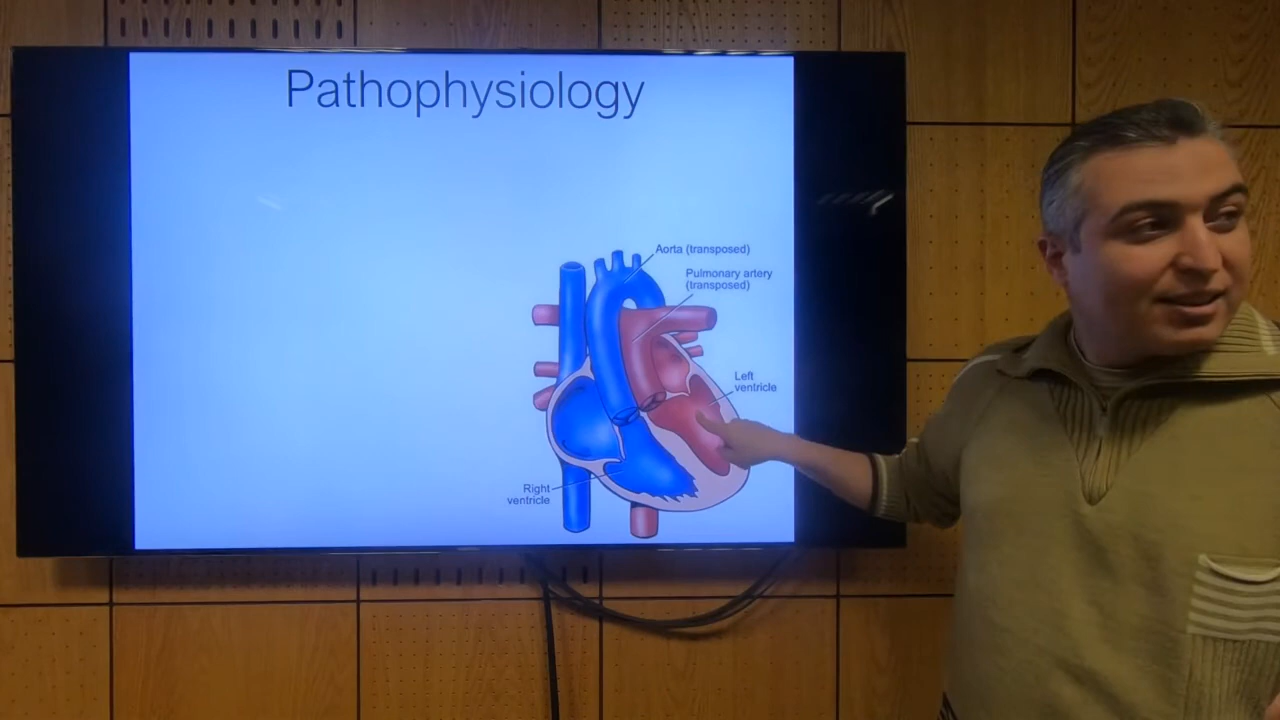 Pathophysiology
Aorta (transposed)
Pulmonary artery
(transposed)
Left
ventricle
Right
ventricle